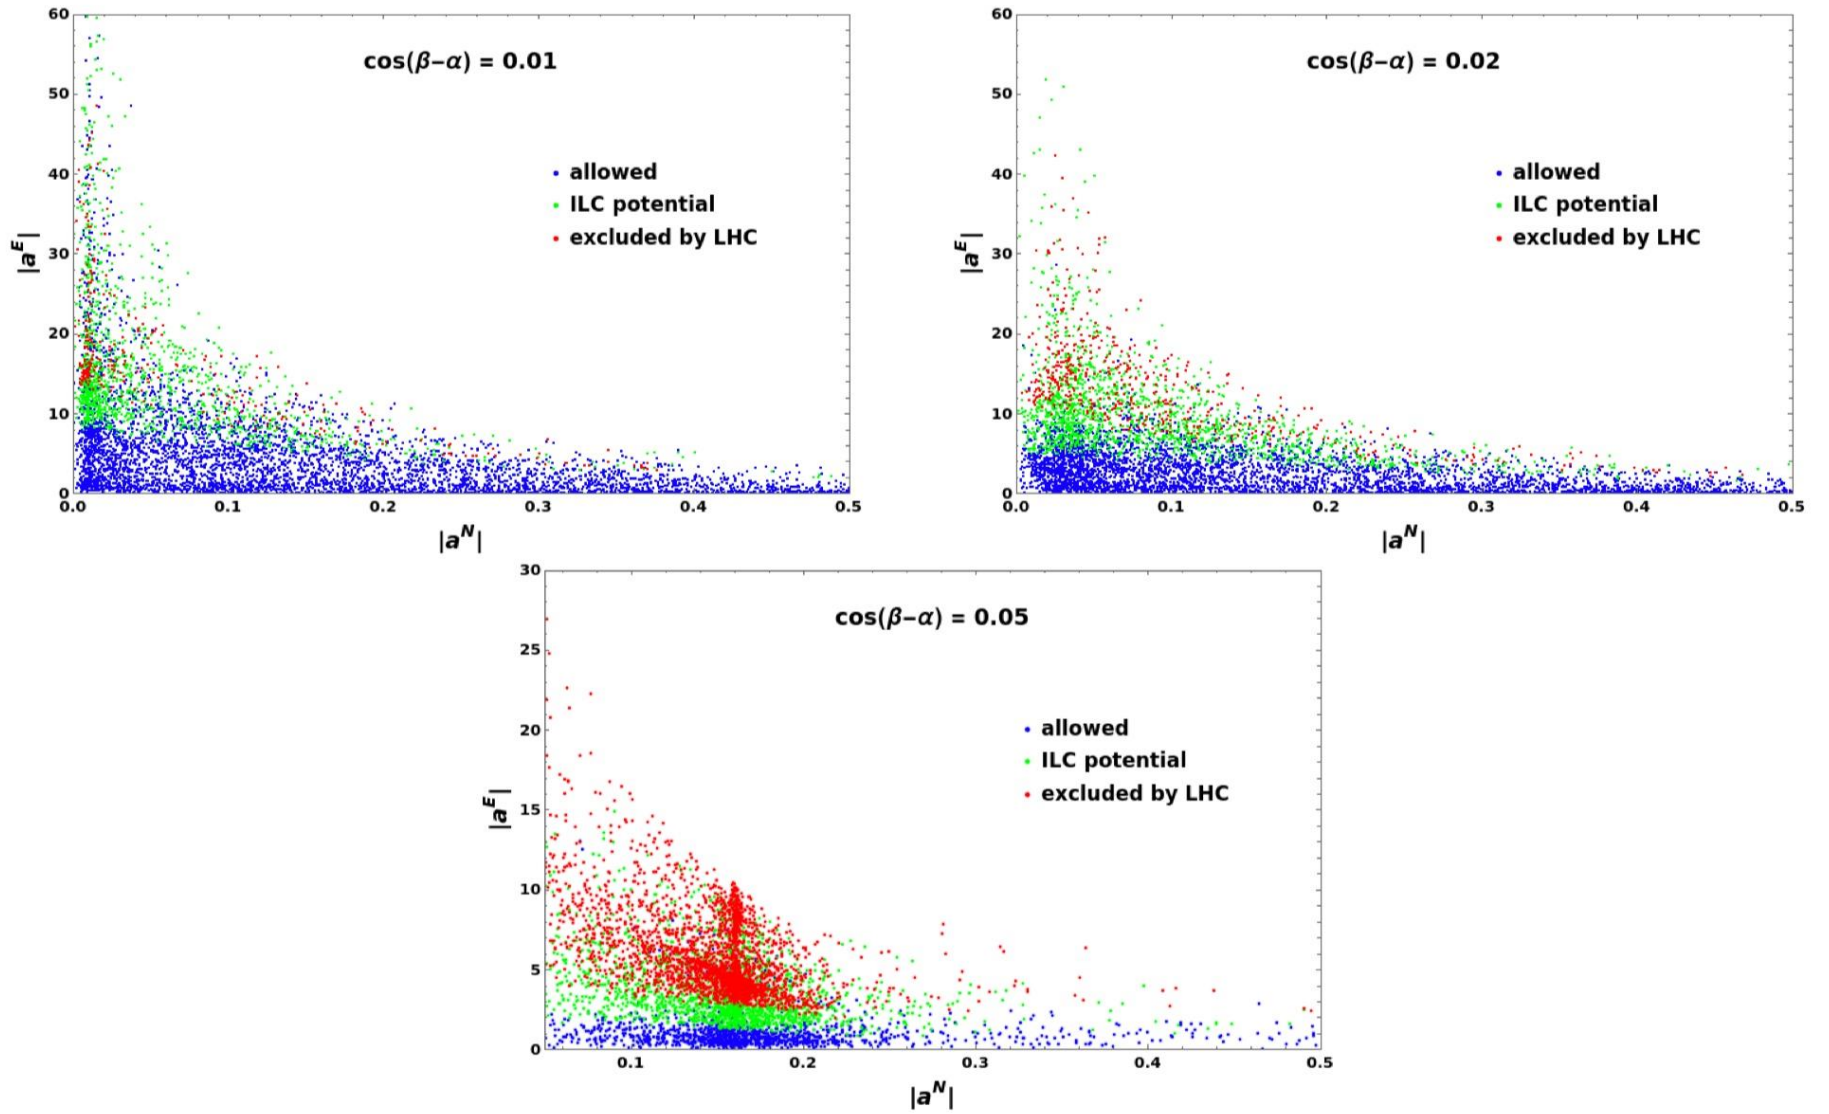 cos(β−α) = 0.01
allowed
ILC potential
excluded by LHC
|a^E|
60
50
40
30
20
10
0
0.0 0.1 0.2 0.3 0.4 0.5
|a^N|
cos(β−α) = 0.02
allowed
ILC potential
excluded by LHC
|a^E|
60
50
40
30
20
10
0
0.0 0.1 0.2 0.3 0.4 0.5
|a^N|
cos(β−α) = 0.05
allowed
ILC potential
excluded by LHC
|a^E|
30
25
20
15
10
5
0
0.1 0.2 0.3 0.4 0.5
|a^N|